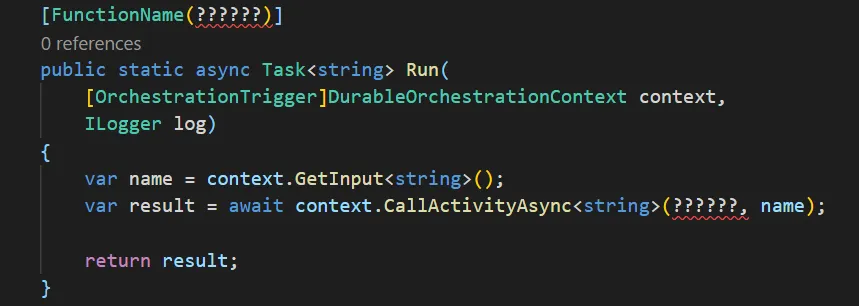 [FunctionName(??????)]
0 references
public static async Task<string> Run(
[OrchestrationTrigger]DurableOrchestrationContext context,
ILogger log)
{
var name = context.GetInput<string>();
var result = await context.CallActivityAsync<string>(??????, name);
return result;
}